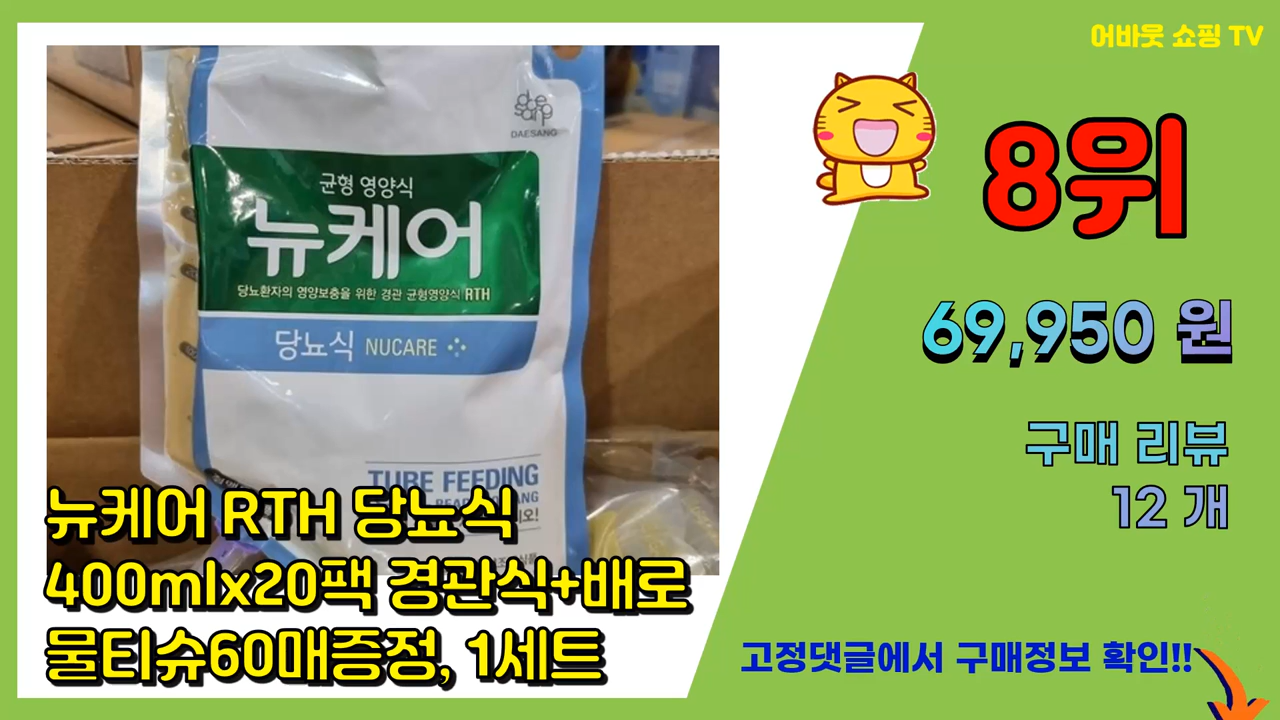 어바웃 쇼핑 TV
8위
69,950 원
구매 리뷰
12 개
고정댓글에서 구매정보 확인!!
daesang
DAESANG
균형 영양식
뉴케어
당뇨환자의 영양보충을 위한 경관 균형영양식 RTH
당뇨식 NUCARE
TUBE FEEDING
뉴케어 RTH 당뇨식
400mlx20팩 경관식+배로
물티슈60매증정, 1세트